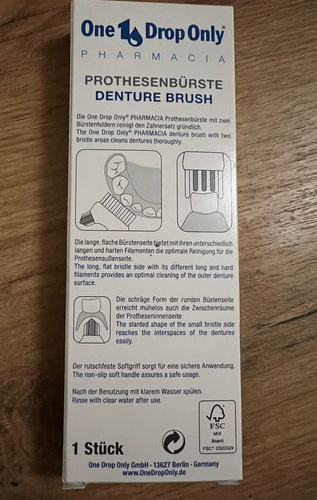 One Drop Only®
PHARMACIA
PROTHESENBÜRSTE
DENTURE BRUSH
Die One Drop Only® PHARMACIA Prothesenbürste mit zwei
Bürstenfeldern reinigt den Zahnersatz gründlich.
The One Drop Only® PHARMACIA denture brush with two
bristle areas cleans dentures thoroughly.
Die lange, flache Bürstenseite bietet mit ihren unterschiedlich
langen und harten Filamenten die optimale Reinigung für die
Prothesenaußenseite.
The long, flat bristle side with its different long and hard
filaments provides an optimal cleaning of the outer denture
surface.
Die schräge Form der runden Büstenseite
erreicht mühelos auch die Zwischenräume
der Protheseninnenseite.
The slanted shape of the small bristle side
reaches the interspaces of the dentures
easily.
Der rutschfeste Softgriff sorgt für eine sichere Anwendung.
The non-slip soft handle assures a safe usage.
Nach der Benutzung mit klarem Wasser spülen.
Rinse with clear water after use.
1 Stück
FSC
MIX
Board
FSC® C023325
One Drop Only GmbH · 13627 Berlin · Germany
www.OneDropOnly.de